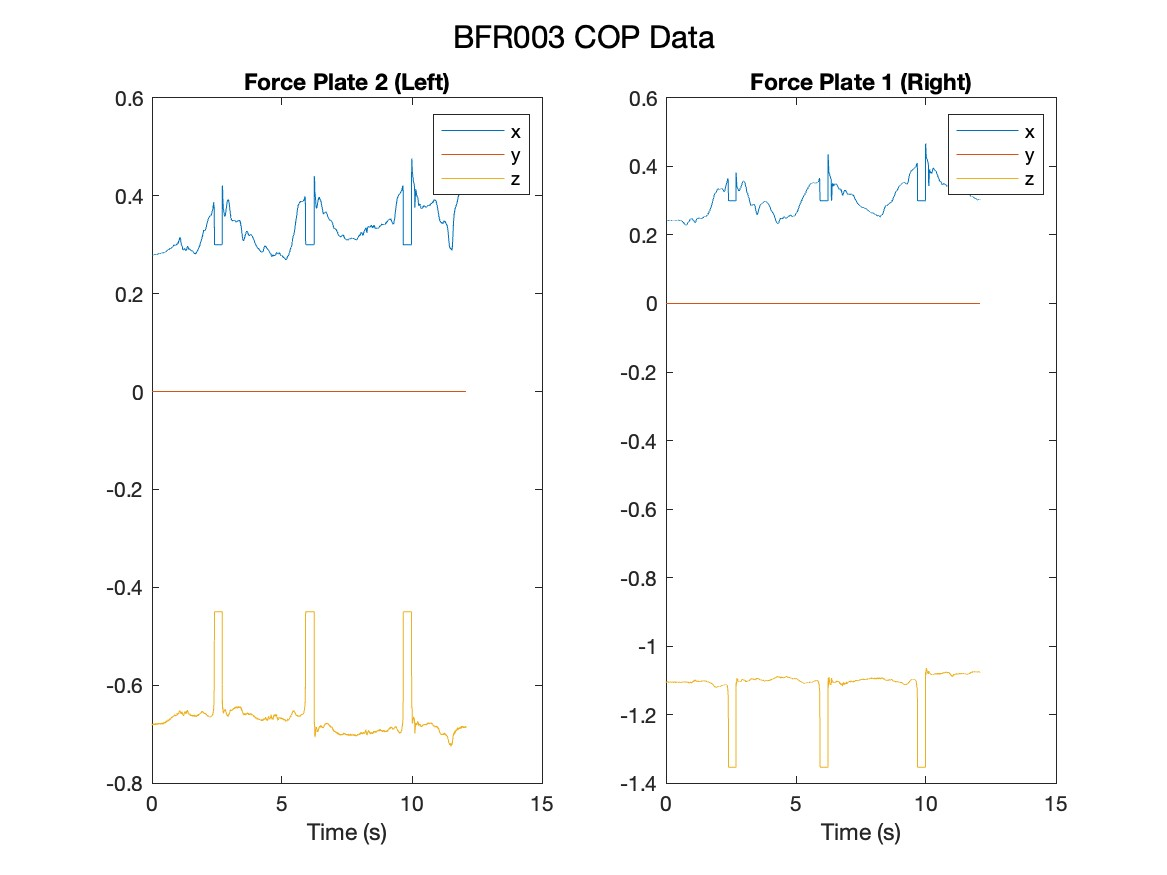 BFR003 COP Data
Force Plate 2 (Left)
0.6
0.4
0.2
0
-0.2
-0.4
-0.6
-0.8
0
5
10
15
Time (s)
x
y
z
Force Plate 1 (Right)
0.6
0.4
0.2
0
-0.2
-0.4
-0.6
-0.8
-1
-1.2
-1.4
0
5
10
15
Time (s)
x
y
z